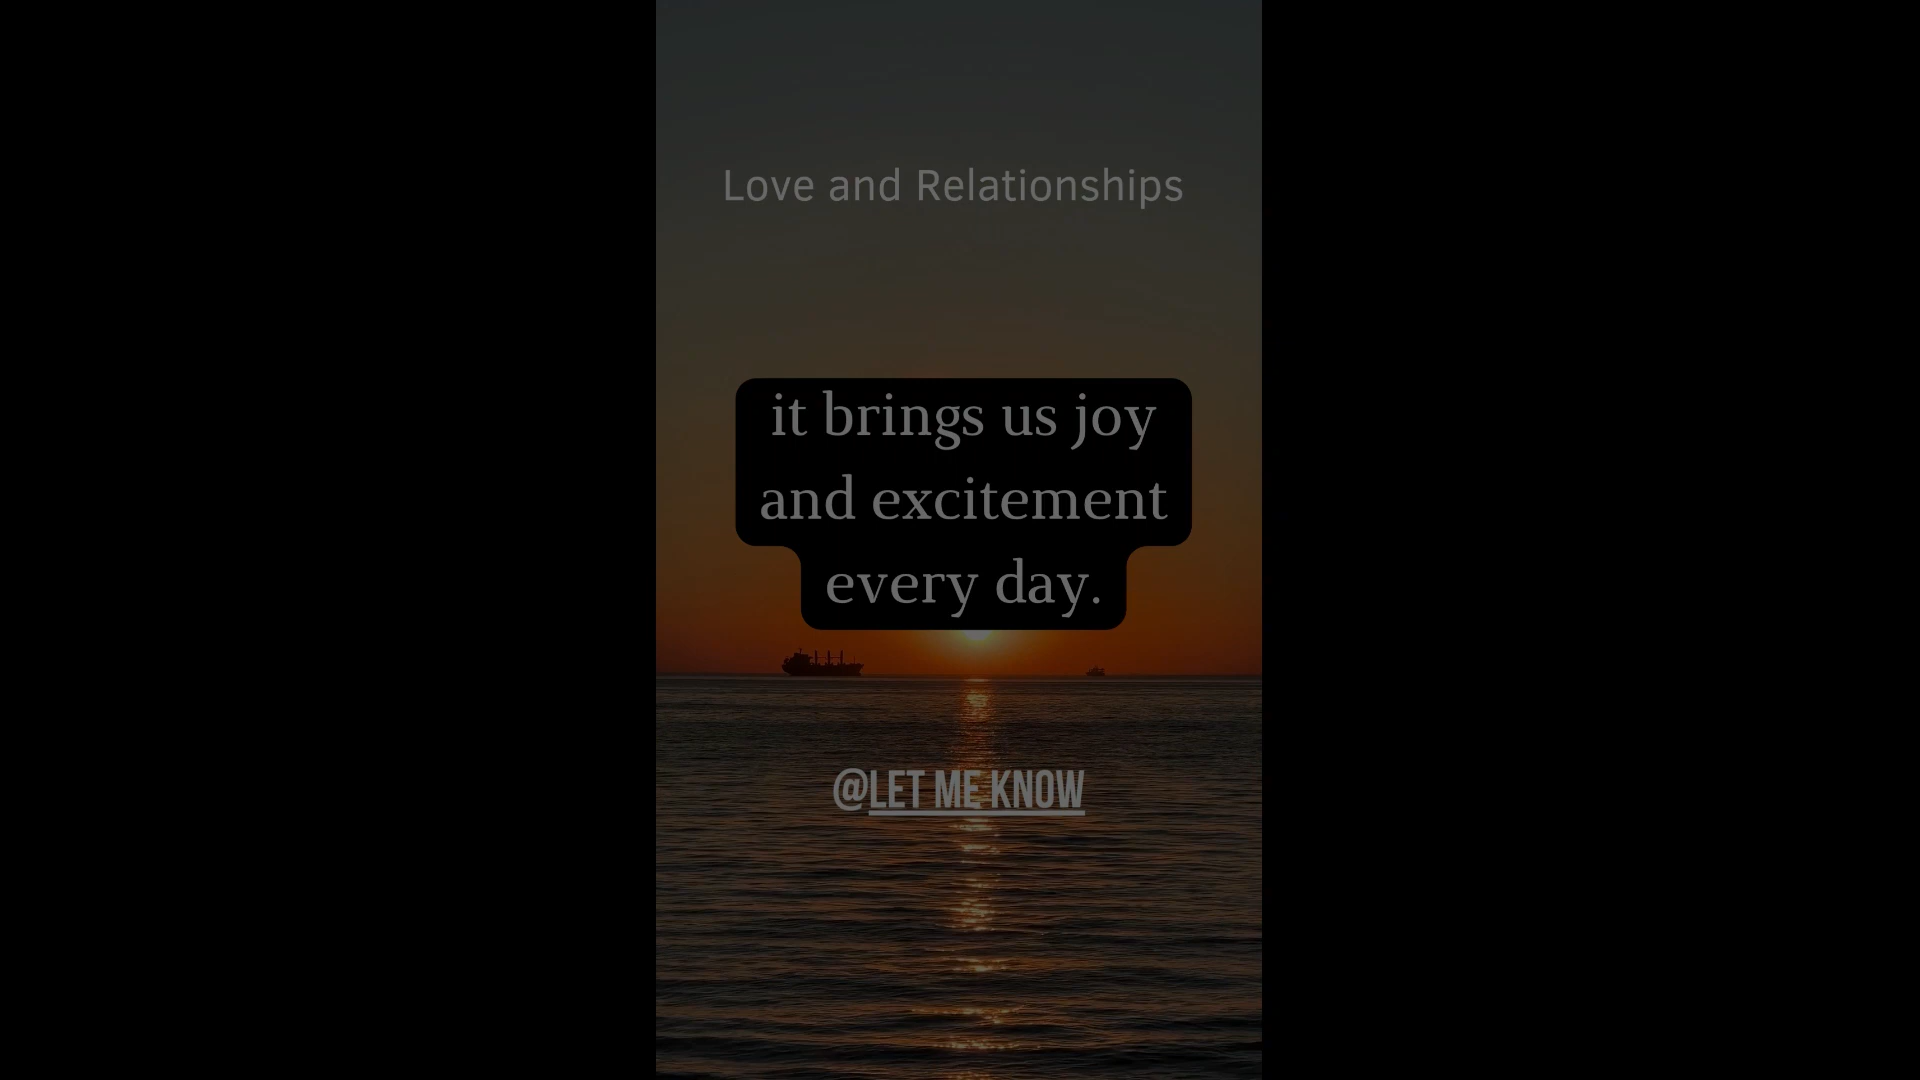 Love and Relationships
it brings us joy
and excitement
every day.
@LET ME KNOW